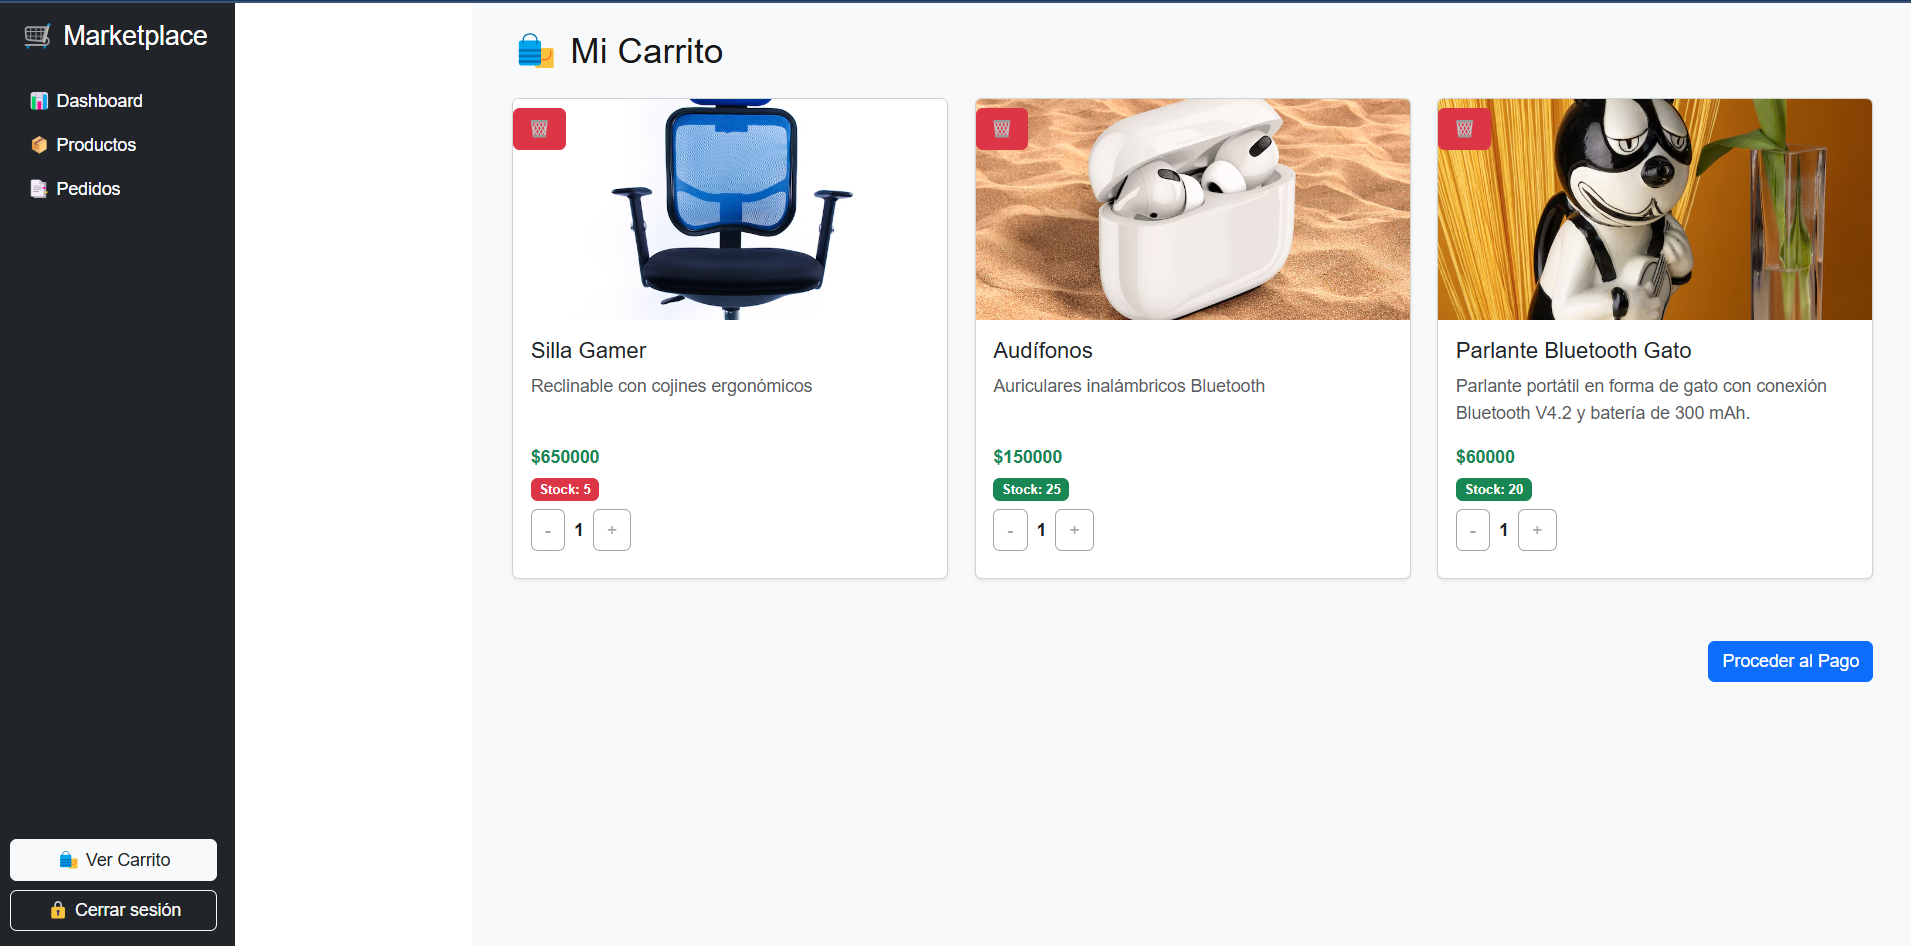 Marketplace
Dashboard
Productos
Pedidos
Ver Carrito
Cerrar sesión
Mi Carrito
Silla Gamer
Reclinable con cojines ergonómicos
$650000
Stock: 5
- 1 +
Audífonos
Auriculares inalámbricos Bluetooth
$150000
Stock: 25
- 1 +
Parlante Bluetooth Gato
Parlante portátil en forma de gato con conexión
Bluetooth V4.2 y batería de 300 mAh.
$60000
Stock: 20
- 1 +
Proceder al Pago